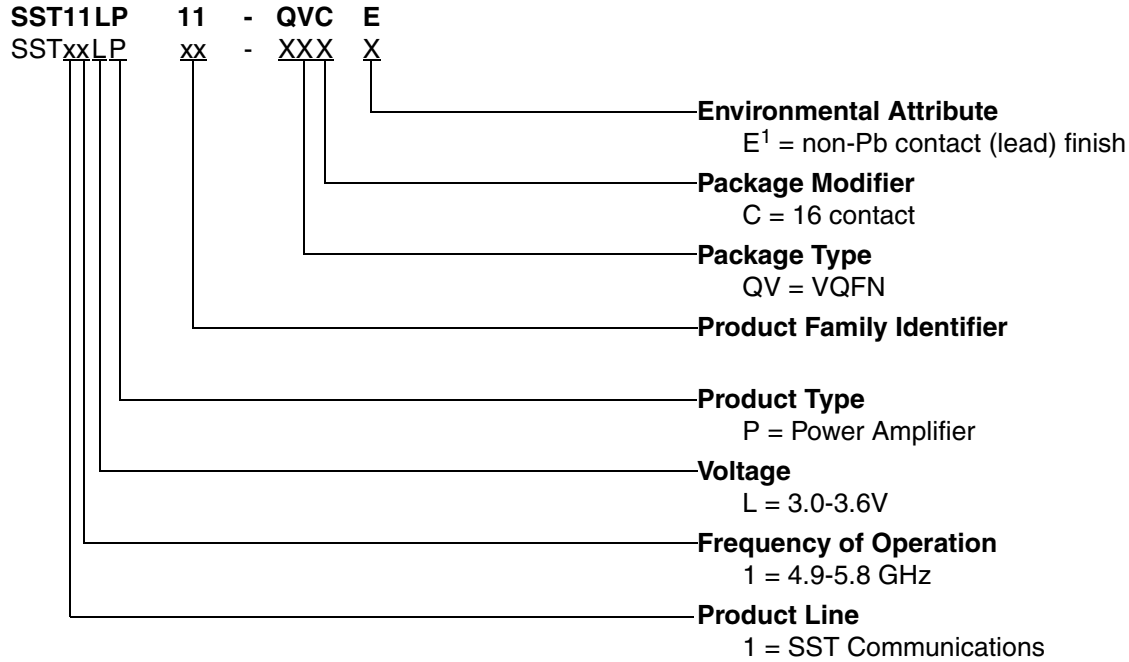 SST11LP 11 - QVC E
SSTxxLP xx - XXX X
Environmental Attribute
E1 = non-Pb contact (lead) finish
Package Modifier
C = 16 contact
Package Type
QV = VQFN
Product Family Identifier
Product Type
P = Power Amplifier
Voltage
L = 3.0-3.6V
Frequency of Operation
1 = 4.9-5.8 GHz
Product Line
1 = SST Communications